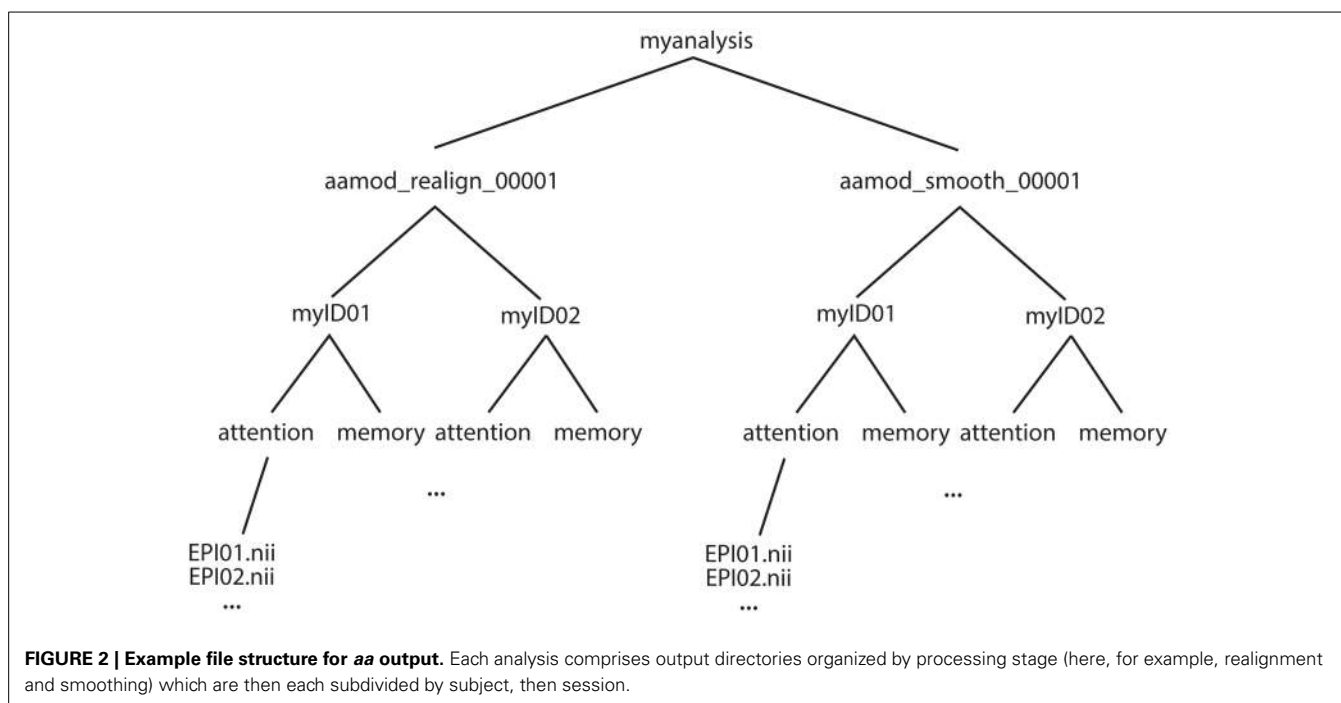 myanalysis
aamod_realign_00001 aamod_smooth_00001
myID01 myID02 myID01 myID02
attention memory attention memory attention memory attention memory
... ...
EPI01.nii EPI01.nii
EPI02.nii EPI02.nii
... ...
FIGURE 2 | Example file structure for aa output. Each analysis comprises output directories organized by processing stage (here, for example, realignment
and smoothing) which are then each subdivided by subject, then session.